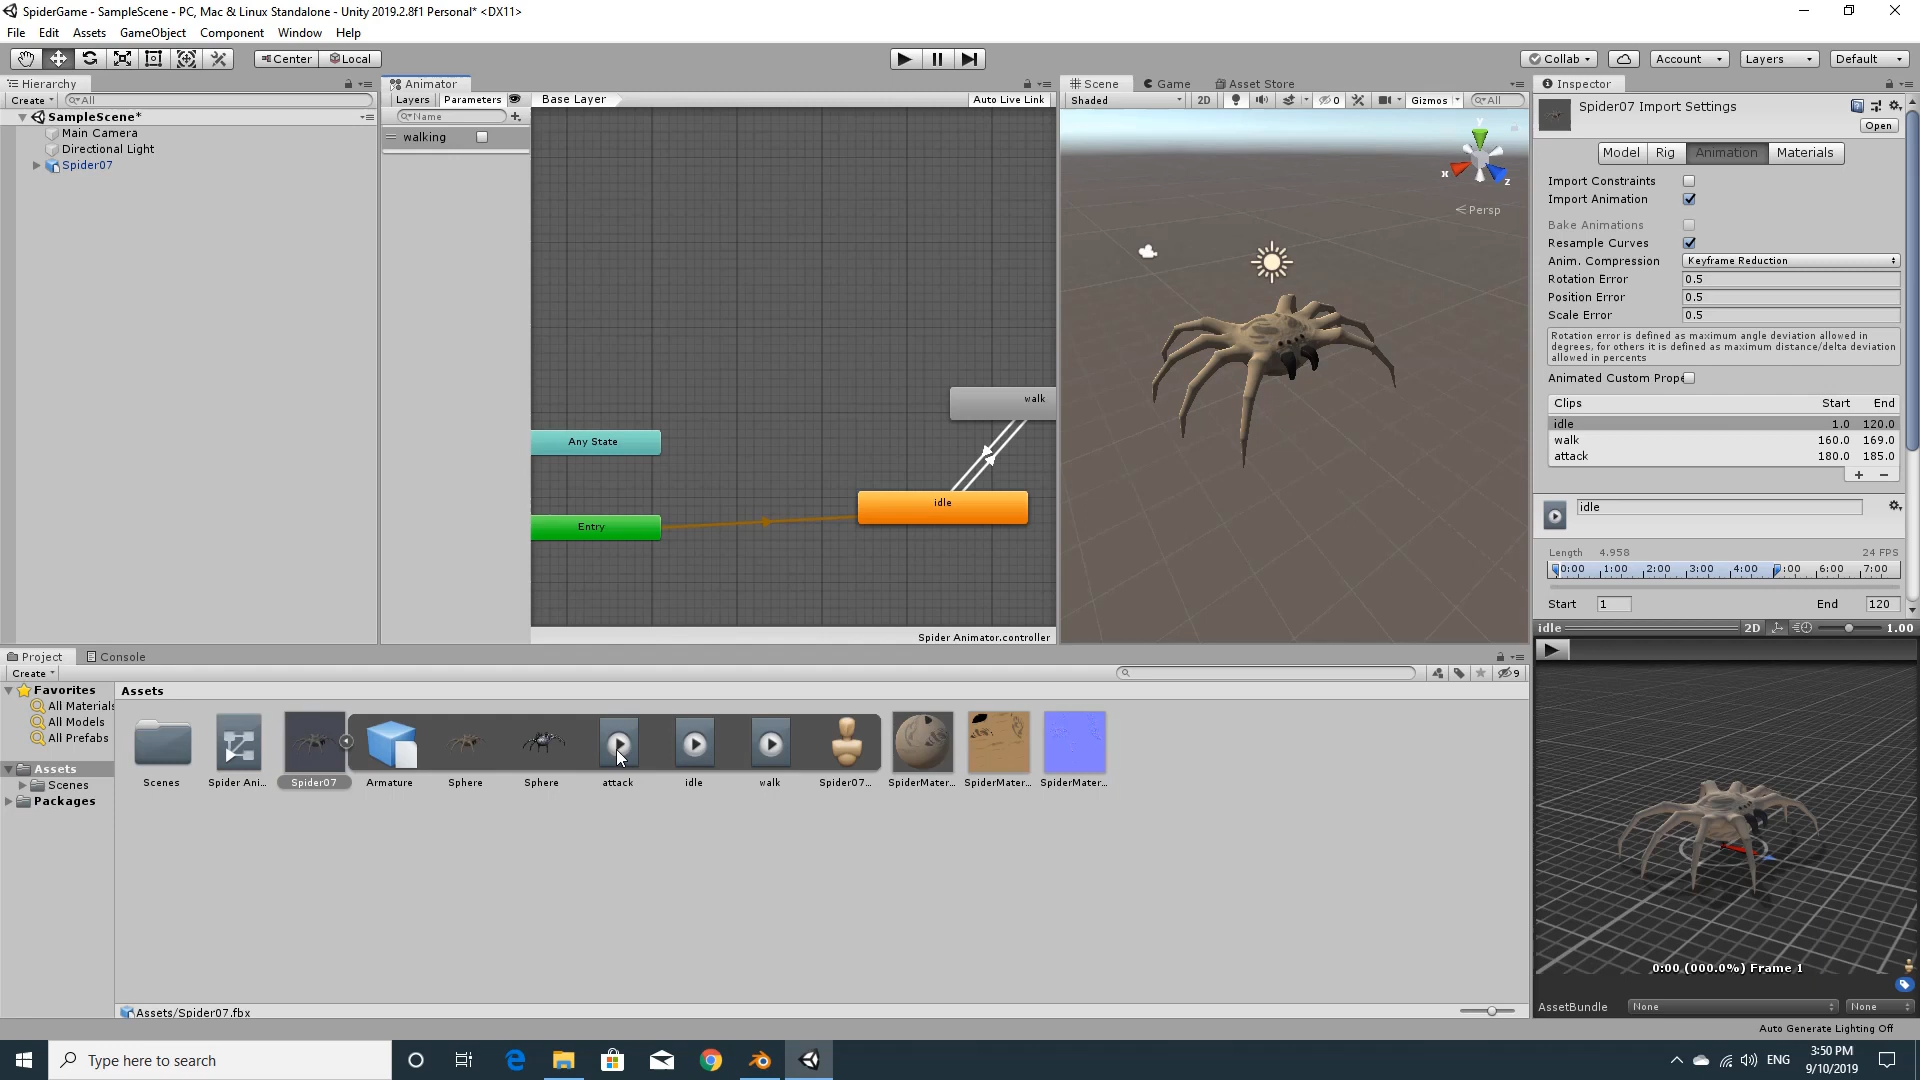 SpiderGame - SampleScene - PC, Mac & Linux Standalone - Unity 2019.2.8f1 Personal* <DX11>
File Edit Assets GameObject Component Window Help
Center Local Collab Account Layers Default
Hierarchy
Create All
SampleScene*
Main Camera
Directional Light
Spider07
Animator
Layers Parameters Base Layer Auto Live Link
Name
walking
walk
Any State
idle
Entry
Spider Animator.controller
Scene Game Asset Store
Shaded 2D 0 Gizmos All
y
x
z
Persp
Inspector
Spider07 Import Settings
Open
Model Rig Animation Materials
Import Constraints
Import Animation
Bake Animations
Resample Curves
Anim. Compression Keyframe Reduction
Rotation Error 0.5
Position Error 0.5
Scale Error 0.5
Rotation error is defined as maximum angle deviation allowed in
degrees, for others it is defined as maximum distance/delta deviation
allowed in percents
Animated Custom Prope
Clips Start End
idle 1.0 120.0
walk 160.0 169.0
attack 180.0 185.0
idle
Length 4.958 24 FPS
0:00 1:00 2:00 3:00 4:00 :00 6:00 7:00
Start 1 End 120
idle 2D 1.00
0:00 (000.0%) Frame 1
AssetBundle None None
Auto Generate Lighting Off
Project Console
Create 9
Favorites
All Materials
All Models
All Prefabs
Assets
Scenes
Packages
Assets
Scenes Spider Ani... Spider07 Armature Sphere Sphere attack idle walk Spider07... SpiderMater... SpiderMater... SpiderMater...
Assets/Spider07.fbx
Type here to search
ENG
3:50 PM
9/10/2019